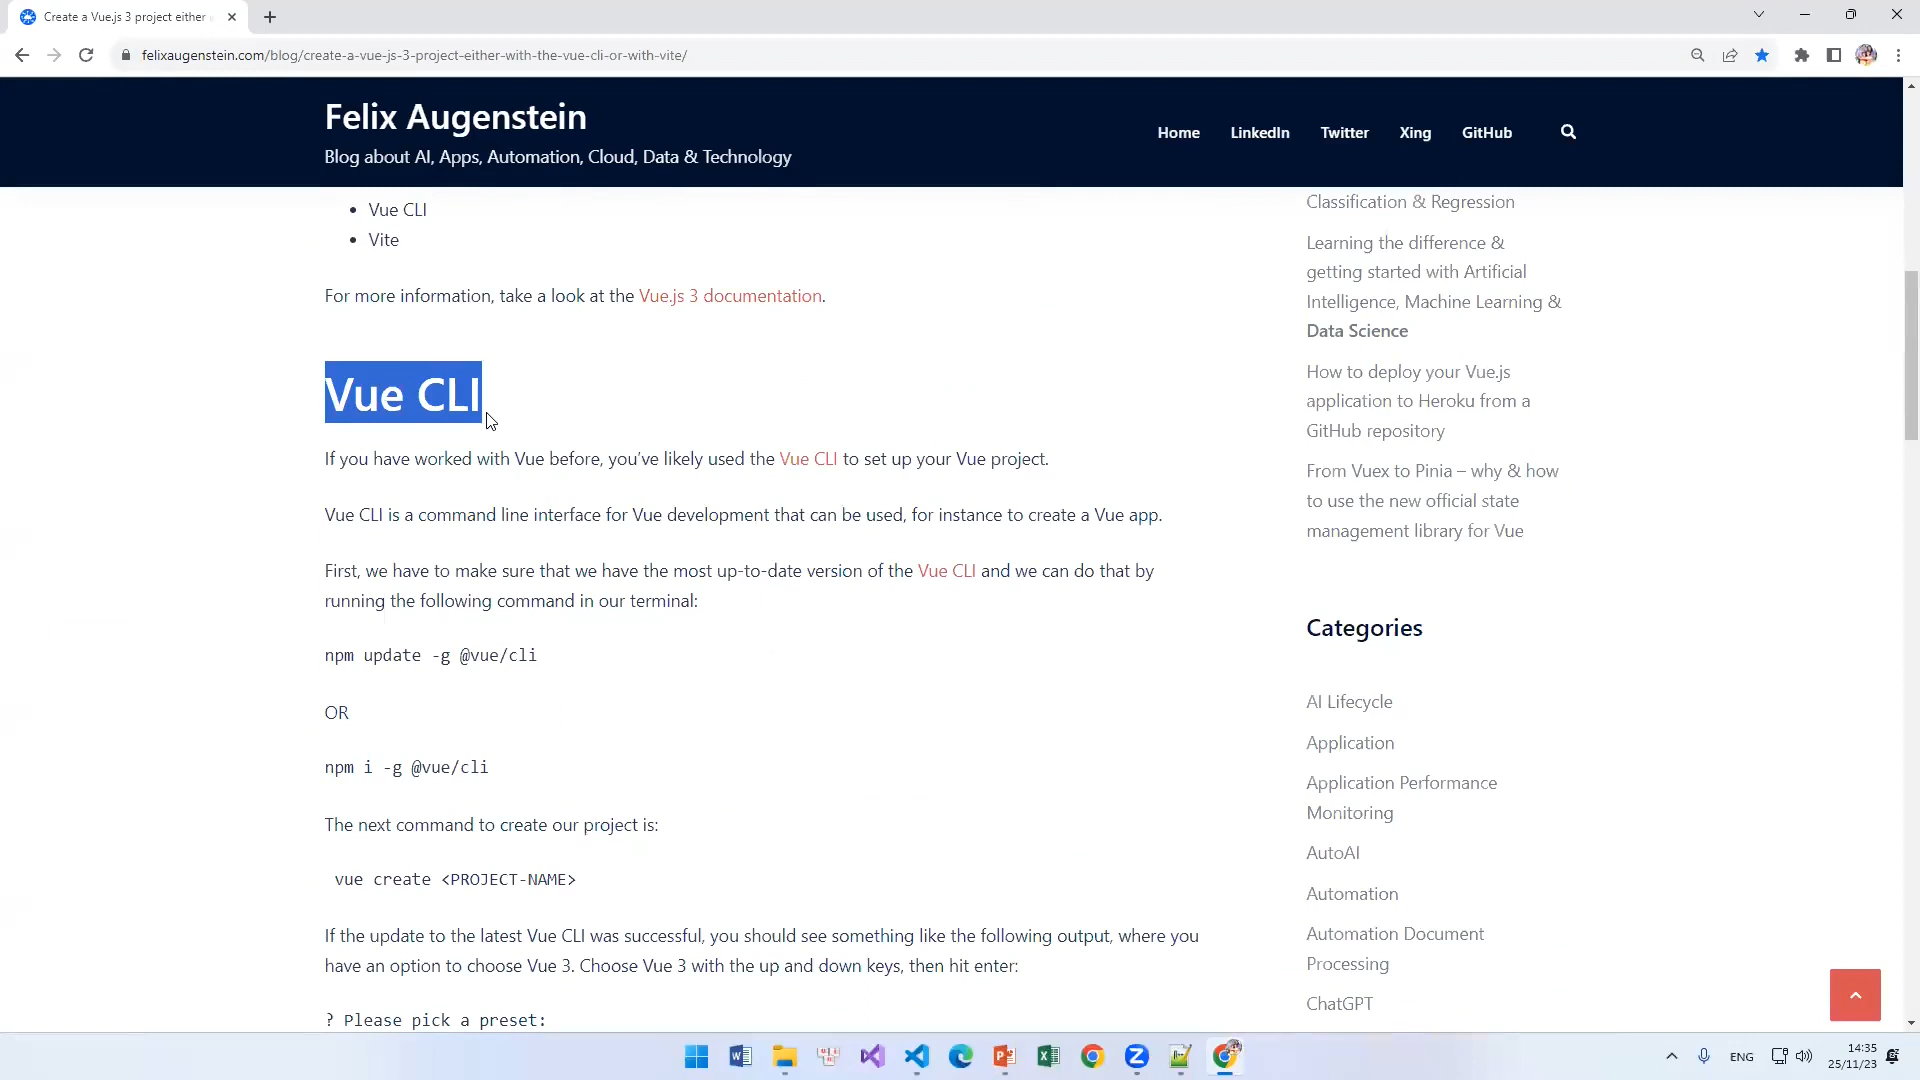 Create a Vue.js 3 project either
felixaugenstein.com/blog/create-a-vue-js-3-project-either-with-the-vue-cli-or-with-vite/
Felix Augenstein
Blog about AI, Apps, Automation, Cloud, Data & Technology
Home LinkedIn Twitter Xing GitHub
• Vue CLI
• Vite
For more information, take a look at the Vue.js 3 documentation.
Vue CLI
If you have worked with Vue before, you've likely used the Vue CLI to set up your Vue project.
Vue CLI is a command line interface for Vue development that can be used, for instance to create a Vue app.
First, we have to make sure that we have the most up-to-date version of the Vue CLI and we can do that by
running the following command in our terminal:
npm update -g @vue/cli
OR
npm i -g @vue/cli
The next command to create our project is:
vue create <PROJECT-NAME>
If the update to the latest Vue CLI was successful, you should see something like the following output, where you
have an option to choose Vue 3. Choose Vue 3 with the up and down keys, then hit enter:
? Please pick a preset:
Classification & Regression
Learning the difference &
getting started with Artificial
Intelligence, Machine Learning &
Data Science
How to deploy your Vue.js
application to Heroku from a
GitHub repository
From Vuex to Pinia – why & how
to use the new official state
management library for Vue
Categories
AI Lifecycle
Application
Application Performance
Monitoring
AutoAI
Automation
Automation Document
Processing
ChatGPT
ENG
14:35
25/11/23